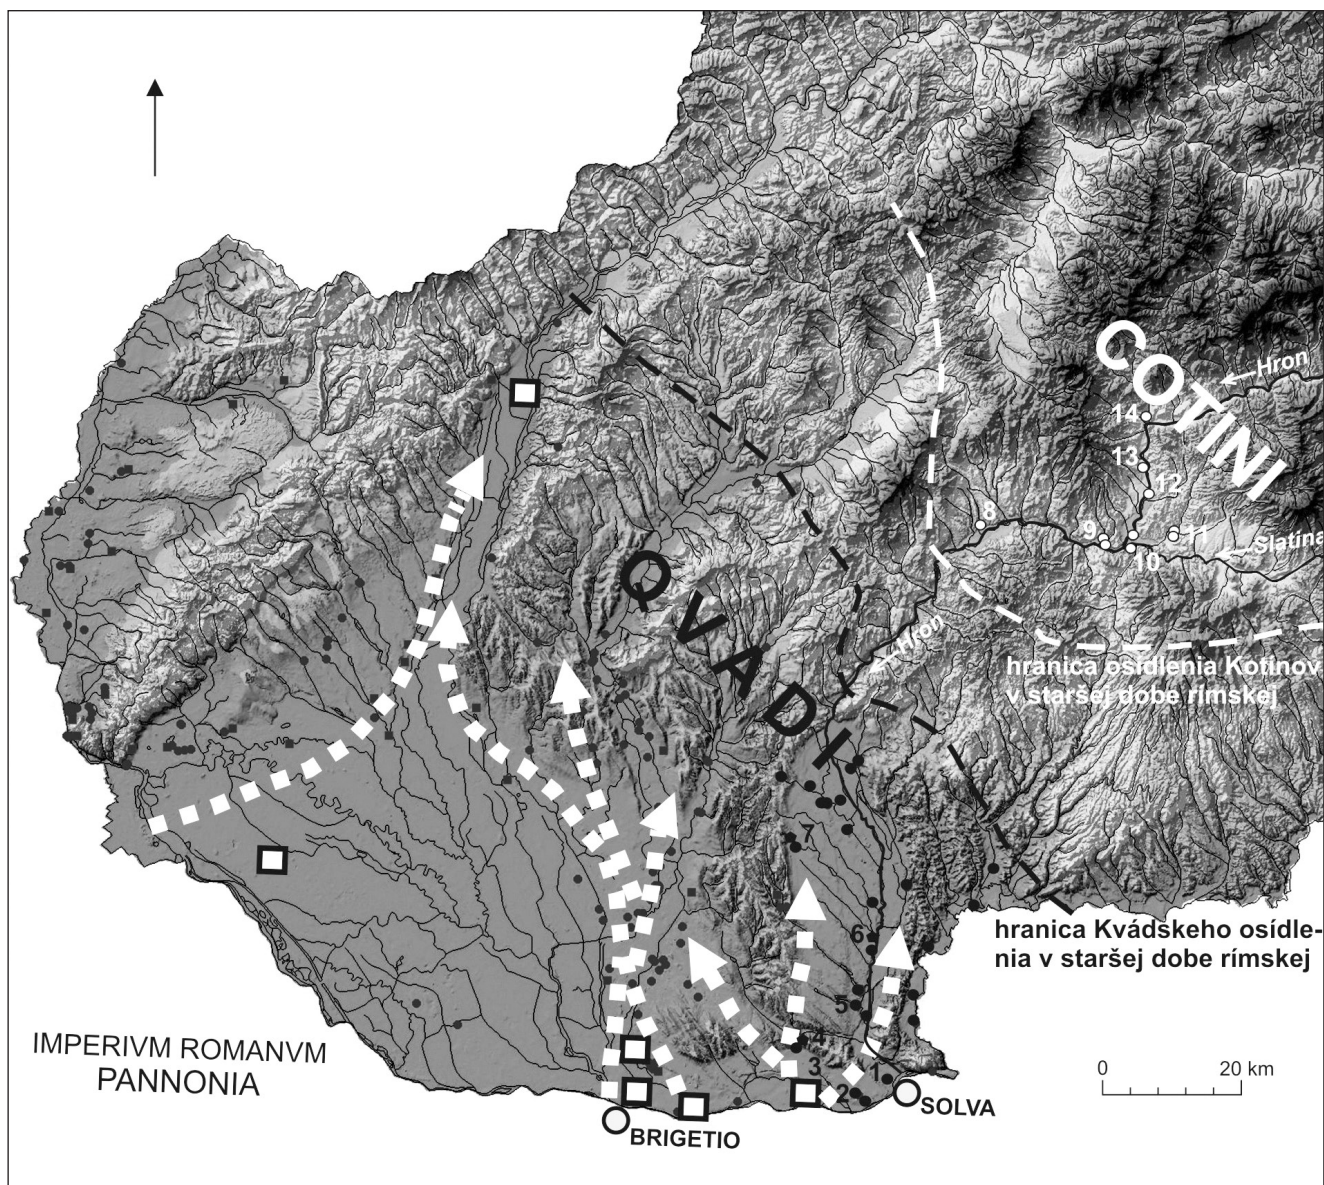 COTINI
Hron
14
13
12
8
9
11
10
Slatina
QVADI
Hron
hranica osídlenia Kotínov
v staršej dobe rímskej
7
6
hranica Kvádskeho osídle-
nia v staršej dobe rímskej
5
4
3
1
2
IMPERIVM ROMANVM
PANNONIA
0 20 km
SOLVA
BRIGETIO